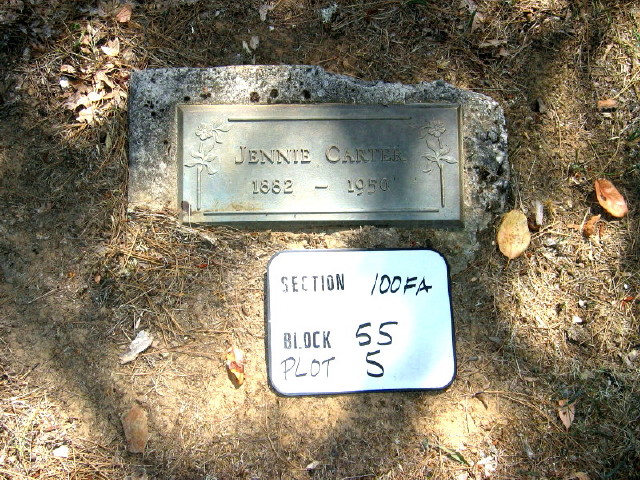 JENNIE CARTER
1882 – 1950
SECTION 100FA
BLOCK 55
PLOT 5